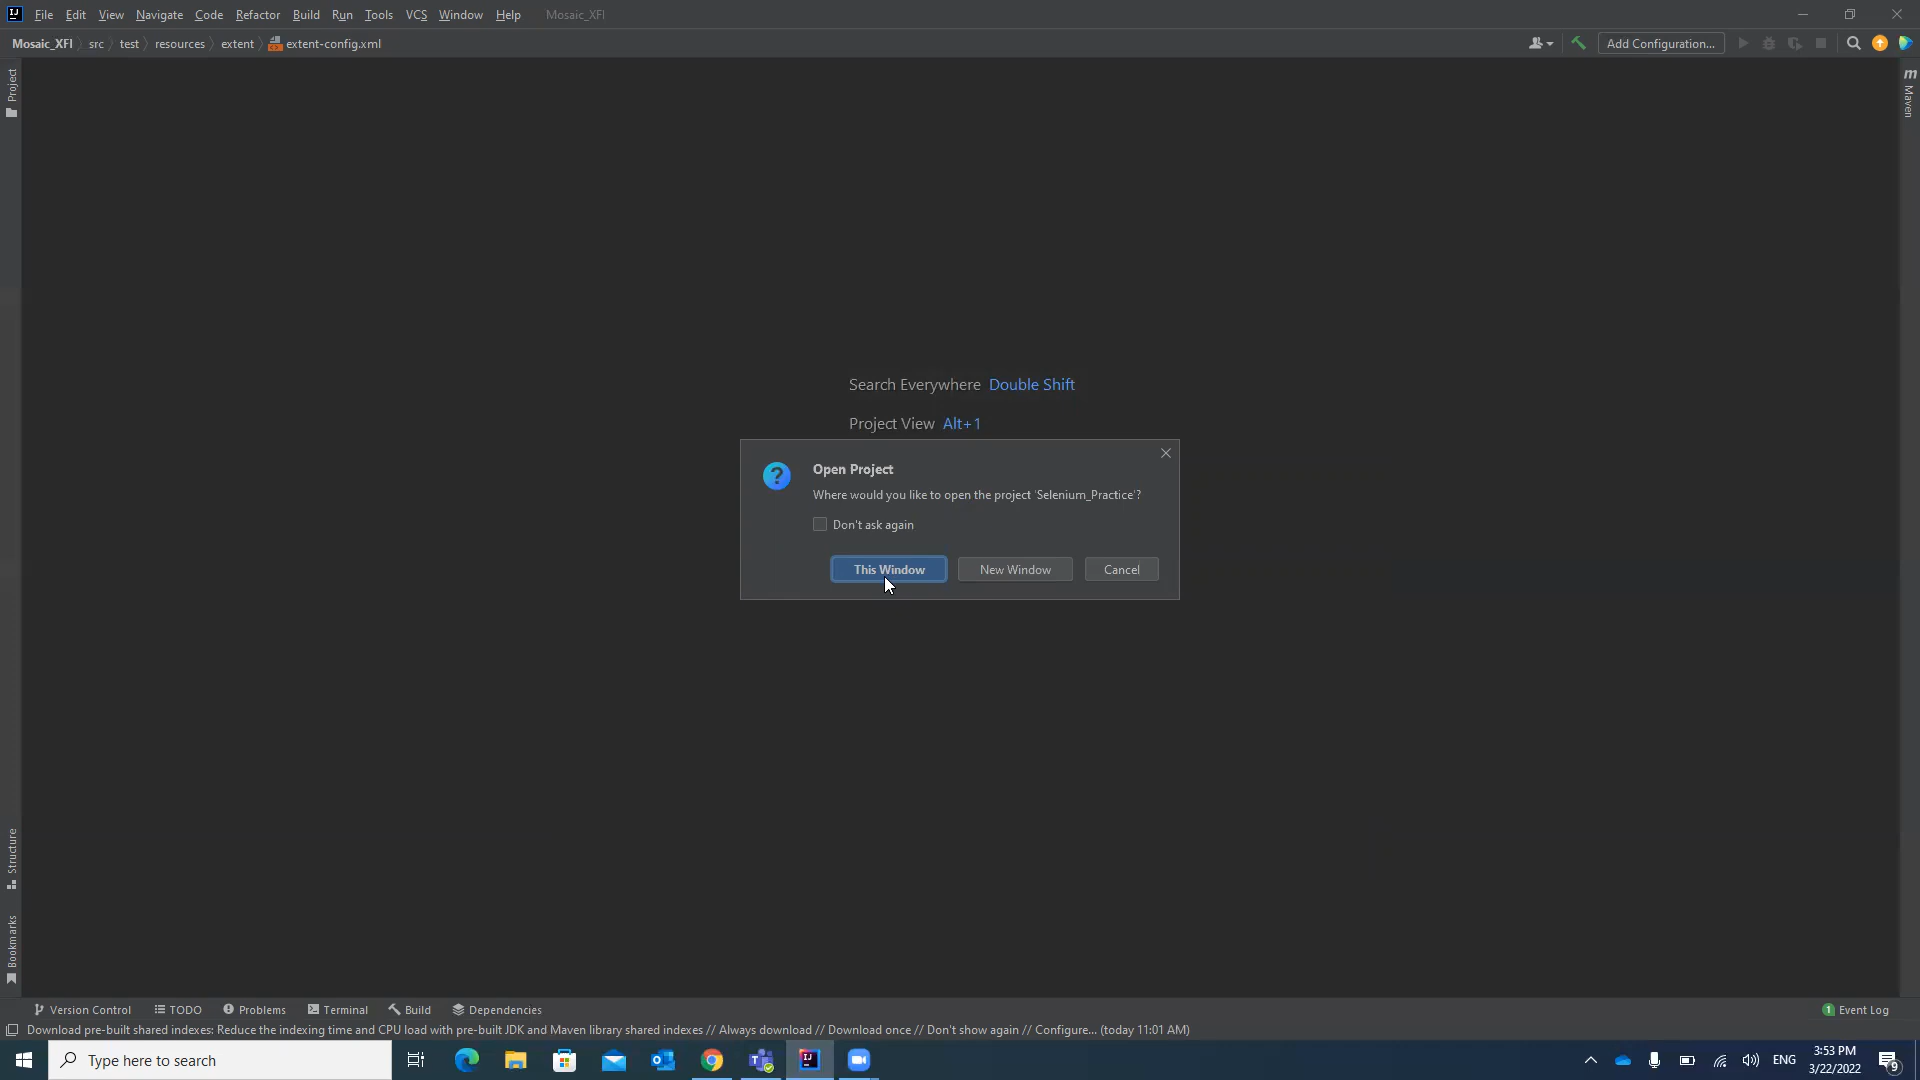 IJ File Edit View Navigate Code Refactor Build Run Tools VCS Window Help Mosaic_XFI
Mosaic_XFI src test resources extent extent-config.xml Add Configuration...
Project
m Maven
Search Everywhere Double Shift
Project View Alt+1
? Open Project
Where would you like to open the project 'Selenium_Practice'?
Don't ask again
This Window New Window Cancel
Structure
Bookmarks
Version Control TODO Problems Terminal Build Dependencies 1 Event Log
Download pre-built shared indexes: Reduce the indexing time and CPU load with pre-built JDK and Maven library shared indexes // Always download // Download once // Don't show again // Configure... (today 11:01 AM)
Type here to search ENG 3:53 PM
3/22/2022 9